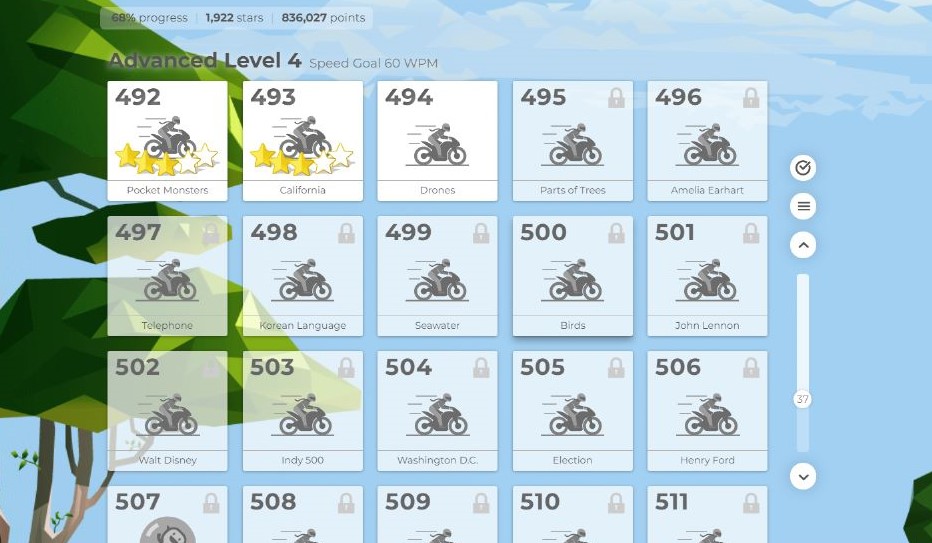 68% progress | 1,922 stars | 836,027 points
Advanced Level 4 Speed Goal 60 WPM
492 493 494 495 496
Pocket Monsters California Drones Parts of Trees Amelia Earhart
497 498 499 500 501
Telephone Korean Language Seawater Birds John Lennon
502 503 504 505 506
37
Walt Disney Indy 500 Washington D.C. Election Henry Ford
507 508 509 510 511